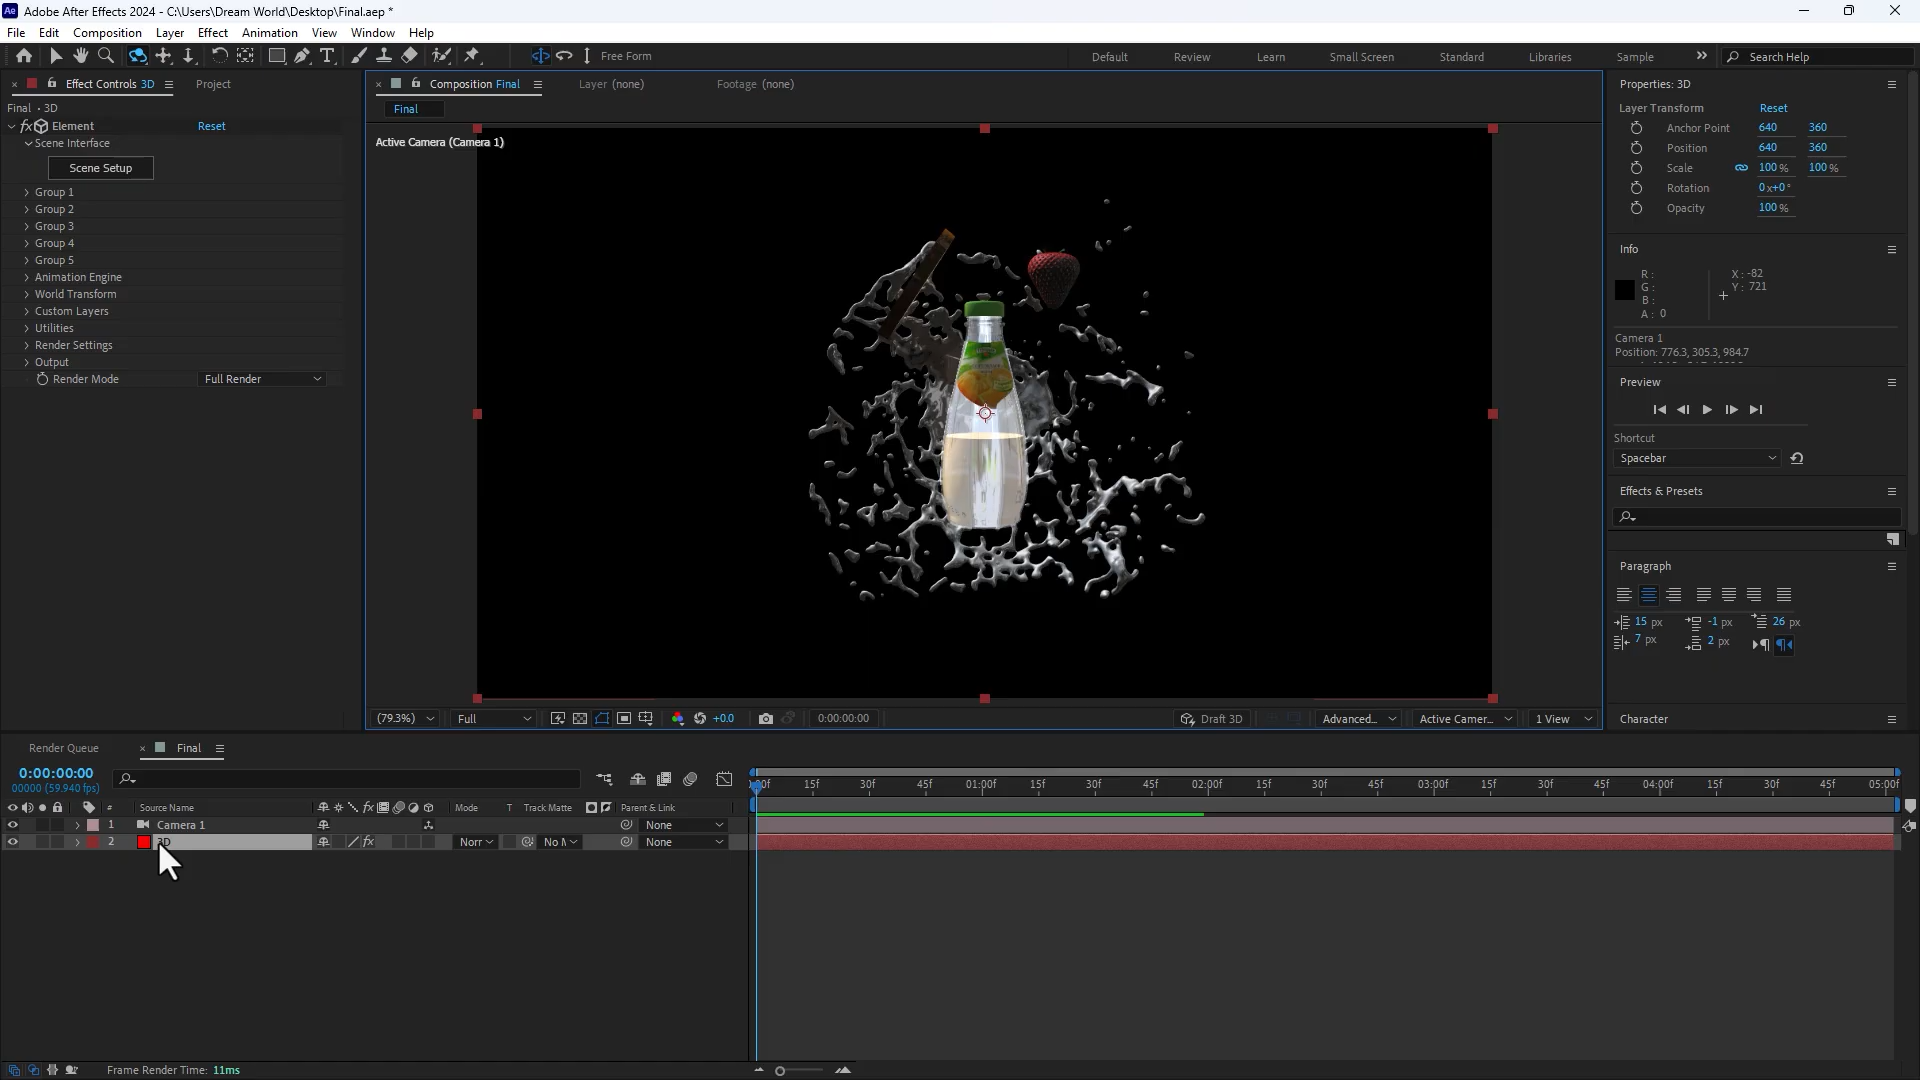 Adobe After Effects 2024 - C:\Users\Dream World\Desktop\Final.aep *
File Edit Composition Layer Effect Animation View Window Help
Free Form
Default Review Learn Small Screen Standard Libraries Sample Search Help
Effect Controls 3D Project
Final • 3D
Element Reset
Scene Interface
Scene Setup
Group 1
Group 2
Group 3
Group 4
Group 5
Animation Engine
World Transform
Custom Layers
Utilities
Render Settings
Output
Render Mode Full Render
Composition Final Layer (none) Footage (none)
Final
Active Camera (Camera 1)
(79.3%) Full +0.0 0:00:00:00 Draft 3D Advanced... Active Camer... 1 View
Properties: 3D
Layer Transform Reset
Anchor Point 640 360
Position 640 360
Scale 100 % 100 %
Rotation 0x+0°
Opacity 100 %
Info
R:
G:
B:
A: 0
X: -82
Y: 721
Camera 1
Position: 776.3, 305.3, 984.7
Preview
Shortcut
Spacebar
Effects & Presets
Paragraph
15 px -1 px 26 px
7 px 2 px
Character
Render Queue Final
0:00:00:00
00000 (59.940 fps)
# Source Name Mode T Track Matte Parent & Link
1 Camera 1 None
2 3D Norr No None
15f 30f 45f 01:00f 15f 30f 45f 02:00f 15f 30f 45f 03:00f 15f 30f 45f 04:00f 15f 30f 45f 05:00f
Frame Render Time: 11ms